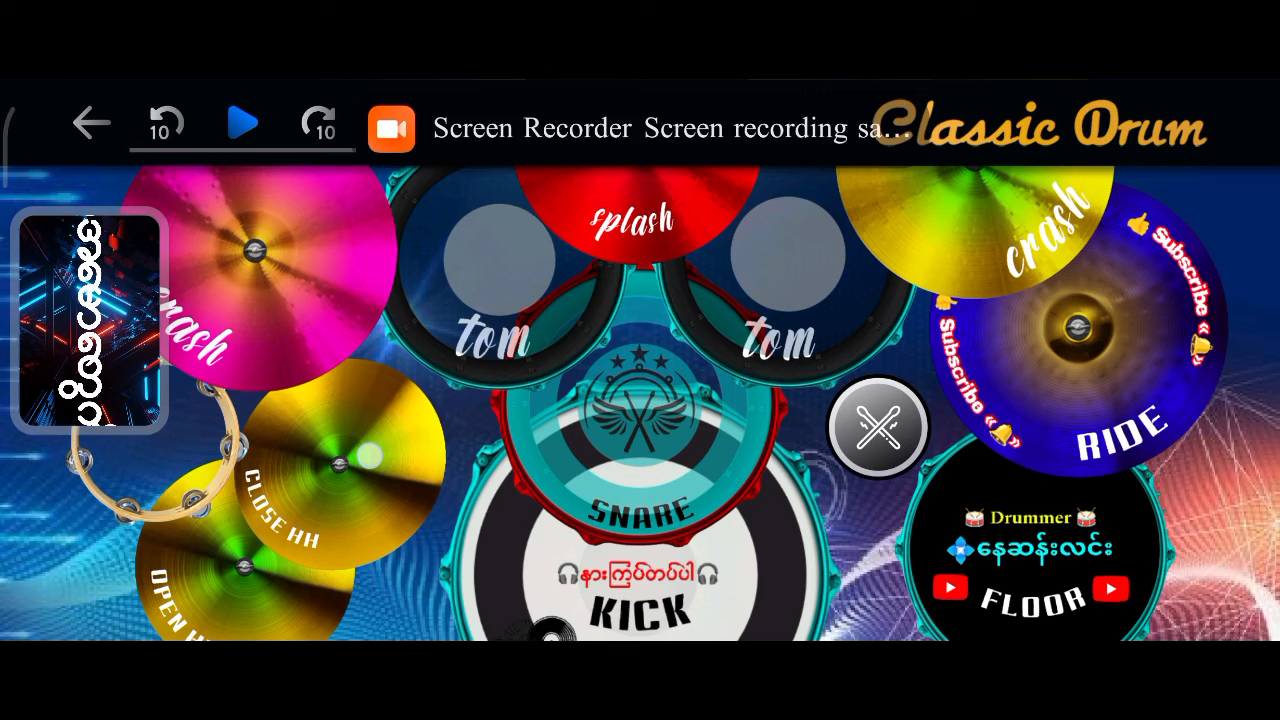 10
10
Screen Recorder Screen recording sa...
Classic Drum
splash
crash
crash
tom
tom
👍 Subscribe «🔔»
Subscribe «🔔»
RIDE
CLOSE HH
SNARE
🥁 Drummer 🥁
💠နေဆန်းလင်း
🎧နားကြပ်တပ်ပါ🎧
KICK
FLOOR
OPEN